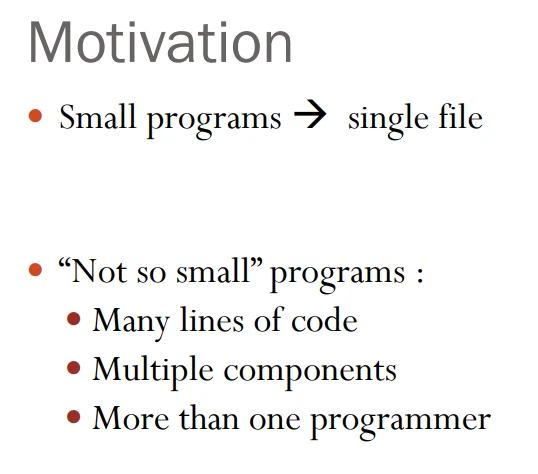 Motivation
• Small programs → single file
• “Not so small” programs :
• Many lines of code
• Multiple components
• More than one programmer